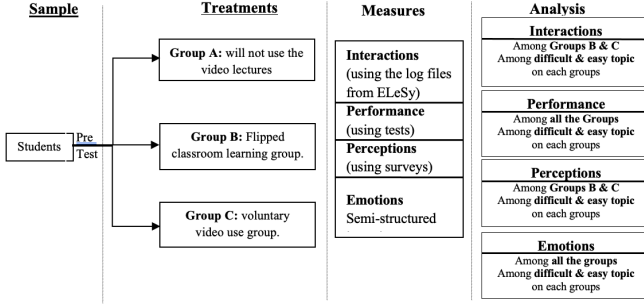 Sample
Students
Pre
Test
Treatments
Group A: will not use the
video lectures
Group B: Flipped
classroom learning group.
Group C: voluntary
video use group.
Measures
Interactions
(using the log files
from ELeSy)
Performance
(using tests)
Perceptions
(using surveys)
Emotions
Semi-structured
Analysis
Interactions
Among Groups B & C
Among difficult & easy topic
on each groups
Performance
Among all the Groups
Among difficult & easy topic
on each groups
Perceptions
Among Groups B & C
Among difficult & easy topic
on each groups
Emotions
Among all the groups
Among difficult & easy topic
on each groups